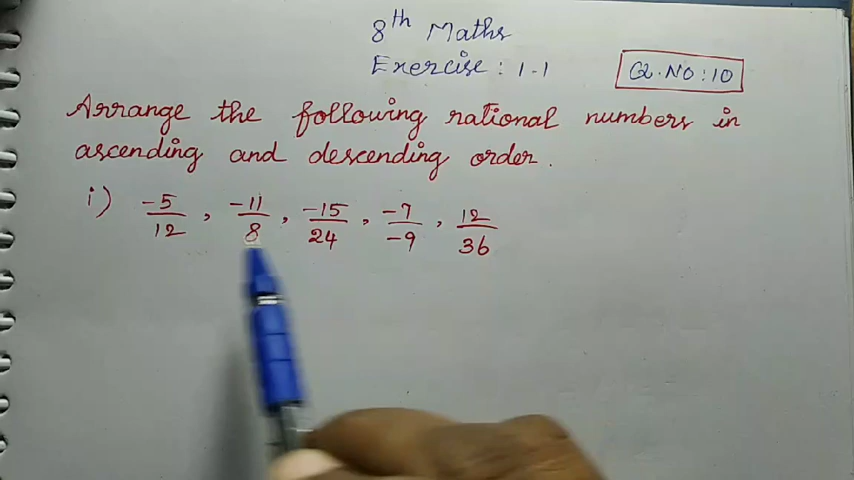 8th Maths
Exercise : 1.1
Q.No:10
Arrange the following rational numbers in
ascending and descending order.
i) -5/12, -11/8, -15/24, -7/-9, 12/36